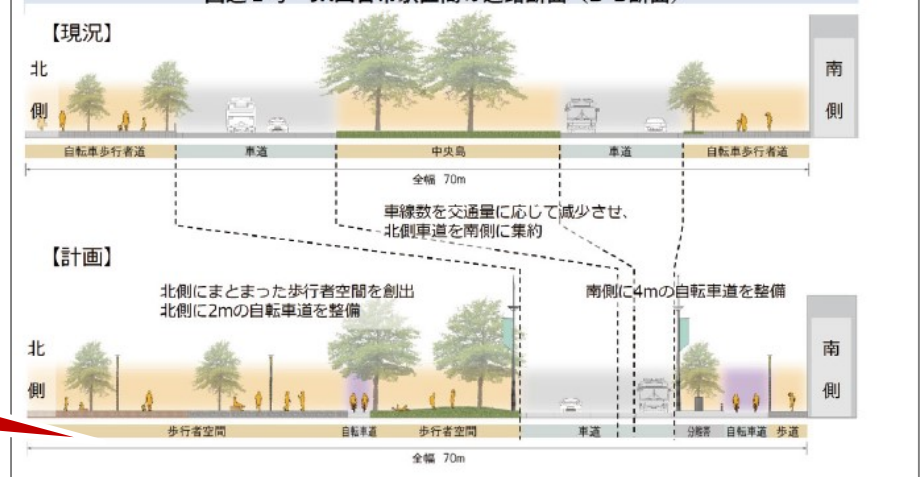 【現況】
北側
南側
自転車歩行者道
車道
中央島
車道
自転車歩行者道
全幅 70m
車線数を交通量に応じて減少させ、
北側車道を南側に集約
【計画】
北側にまとまった歩行者空間を創出
北側に2mの自転車道を整備
南側に4mの自転車道を整備
北側
南側
歩行者空間
自転車道
歩行者空間
車道
分離帯
自転車道
歩道
全幅 70m